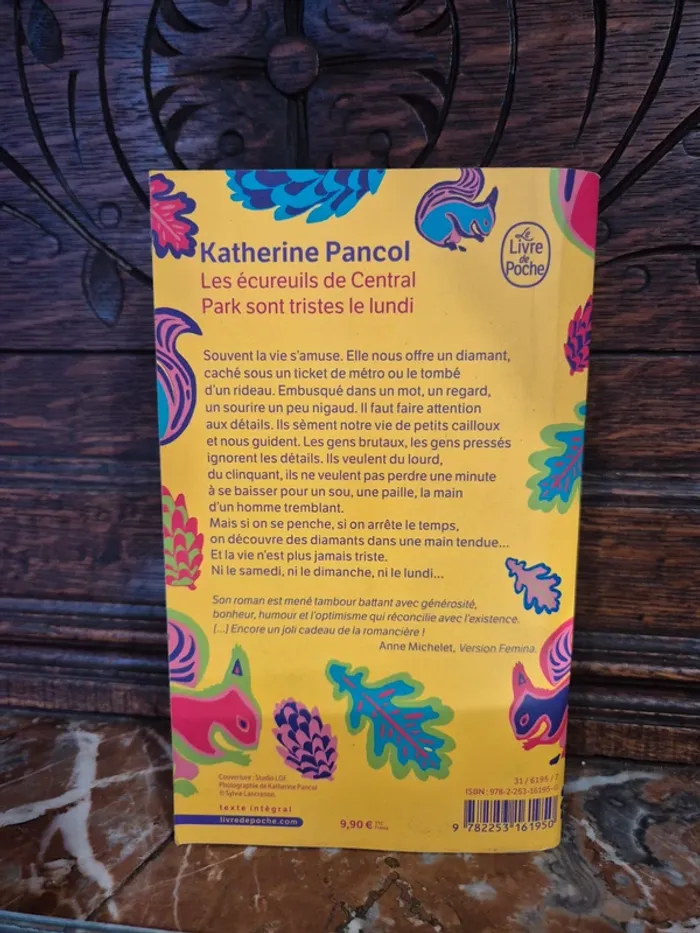 Katherine Pancol
Le
Livre
de
Poche
Les écureuils de Central
Park sont tristes le lundi
Souvent la vie s'amuse. Elle nous offre un diamant,
caché sous un ticket de métro ou le tombé
d'un rideau. Embusqué dans un mot, un regard,
un sourire un peu nigaud. Il faut faire attention
aux détails. Ils sèment notre vie de petits cailloux
et nous guident. Les gens brutaux, les gens pressés
ignorent les détails. Ils veulent du lourd,
du clinquant, ils ne veulent pas perdre une minute
à se baisser pour un sou, une paille, la main
d'un homme tremblant.
Mais si on se penche, si on arrête le temps,
on découvre des diamants dans une main tendue...
Et la vie n'est plus jamais triste.
Ni le samedi, ni le dimanche, ni le lundi...
Son roman est mené tambour battant avec générosité,
bonheur, humour et l'optimisme qui réconcilie avec l'existence.
[...] Encore un joli cadeau de la romancière !
Anne Michelet, Version Femina.
Couverture : Studio LGF.
Photographie de Katherine Pancol
© Sylvie
texte intégral
livredepoche.com
9,90 €
31 / 6195 /
ISBN : 978-2-253-16195-
9 782253 161950